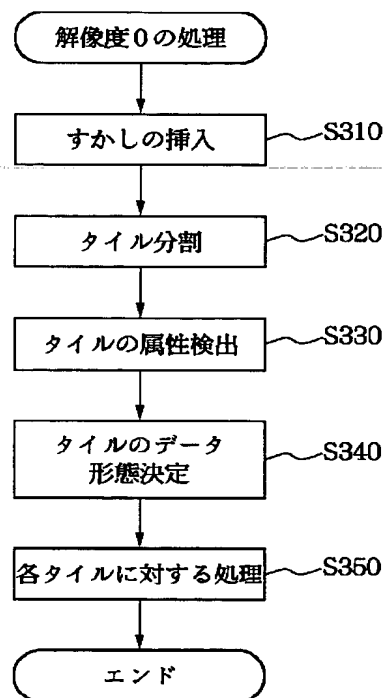 解像度0の処理
すかしの挿入
S310
タイル分割
S320
タイルの属性検出
S330
タイルのデータ
形態決定
S340
各タイルに対する処理
S350
エンド